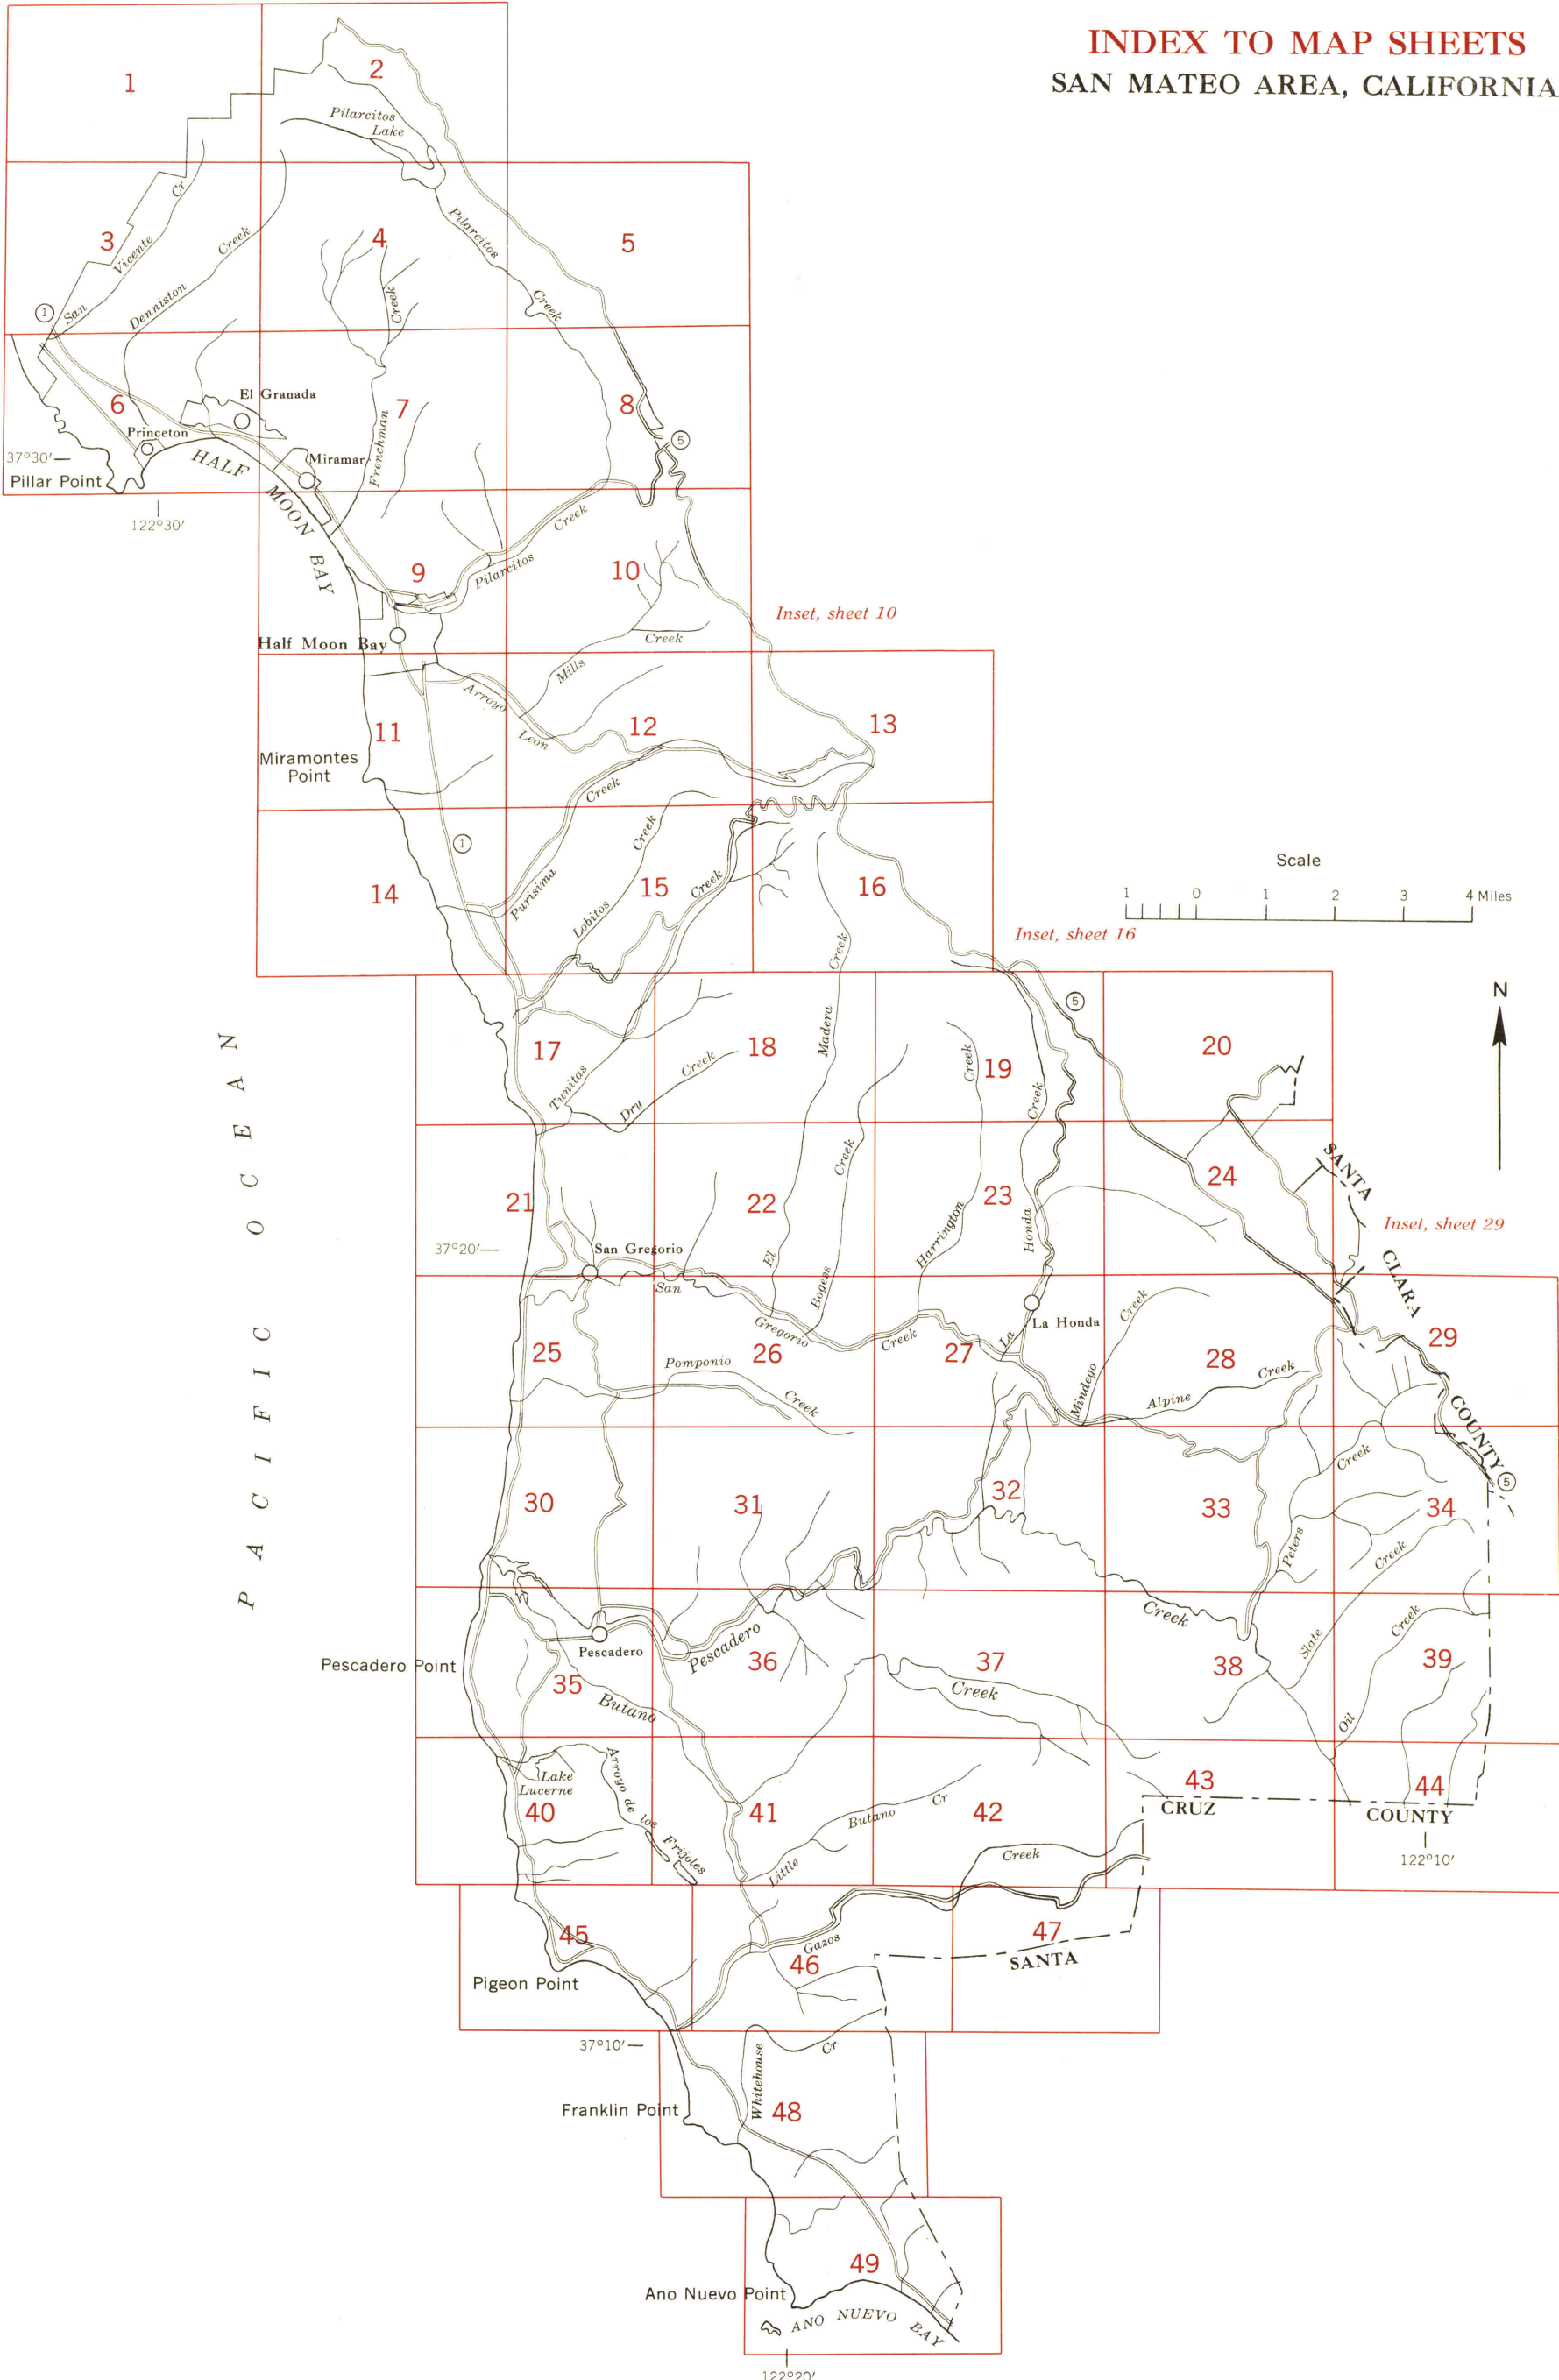 INDEX TO MAP SHEETS
SAN MATEO AREA, CALIFORNIA
1
2
Pilarcitos
Lake
3
San Vicente Cr
Denniston Creek
4
Creek
Pilarcitos Creek
5
1
6
El Granada
Princeton
7
Frenchman
8
5
37°30'
Pillar Point
122°30'
Miramar
HALF MOON BAY
9
Pilarcitos Creek
10
Inset, sheet 10
Half Moon Bay
Mills Creek
11
Arroyo Leon
12
13
Miramontes
Point
Creek
1
14
Purisima
Lobitos Creek
15
Creek
16
Scale
1 0 1 2 3 4 Miles
Inset, sheet 16
N
5
17
Tunitas
Dry Creek
18
El Madera Creek
19
Creek
Creek
20
PACIFIC OCEAN
21
22
Bogess Creek
Harrington
23
Honda
24
SANTA
Inset, sheet 29
CLARA
37°20'
San Gregorio
San Gregorio Creek
25
Pomponio Creek
26
27
La
La Honda
Mindego Creek
28
Alpine Creek
29
COUNTY
5
30
31
32
33
Peters Creek
34
Slate Creek
Pescadero Point
Pescadero
Pescadero Creek
35
Butano Creek
36
37
38
Oil Creek
39
Lake
Lucerne
40
Arroyo de los Frijoles
41
Little Butano Cr
42
43
CRUZ
44
COUNTY
122°10'
Creek
45
Pigeon Point
Gazos
46
47
SANTA
37°10'
Whitehouse Cr
Franklin Point
48
49
Ano Nuevo Point
ANO NUEVO BAY
122°20'